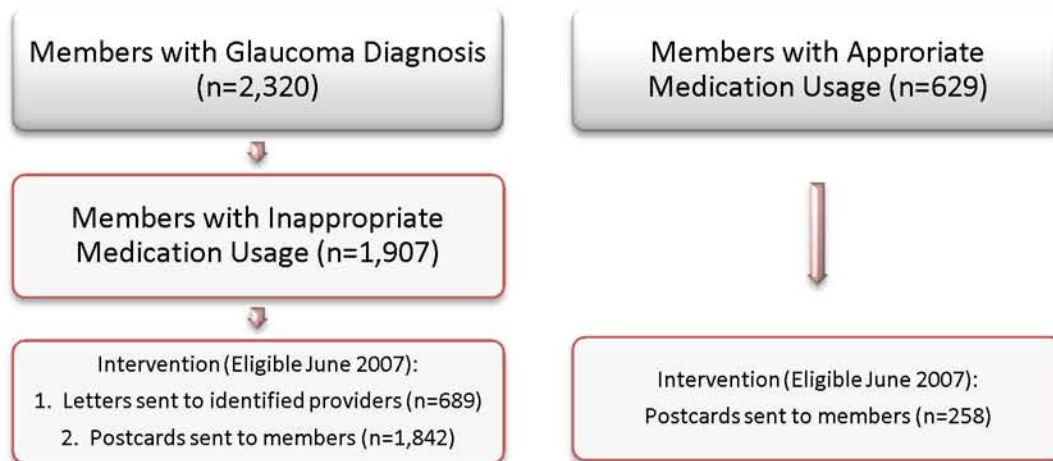 Members with Glaucoma Diagnosis
(n=2,320)
Members with Inappropriate
Medication Usage (n=1,907)
Intervention (Eligible June 2007):
1. Letters sent to identified providers (n=689)
2. Postcards sent to members (n=1,842)
Members with Approriate
Medication Usage (n=629)
Intervention (Eligible June 2007):
Postcards sent to members (n=258)